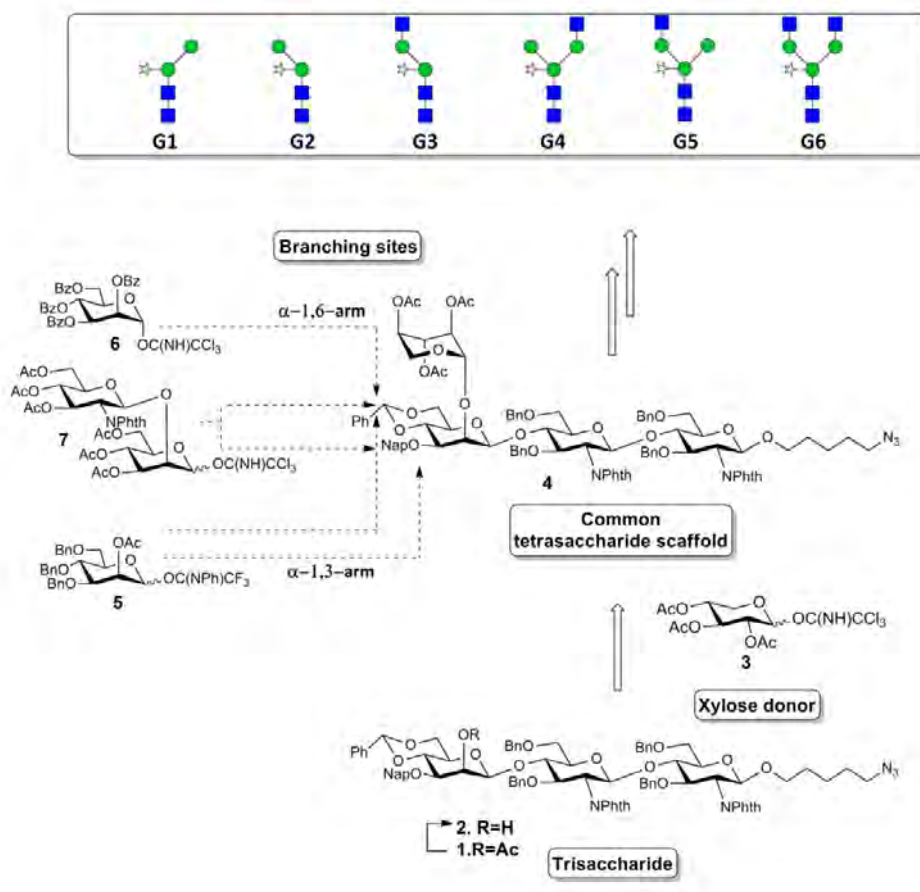 G1 G2 G3 G4 G5 G6
Branching sites
BzO OBz
BzO
BzO
6
OC(NH)CCl3
α−1,6−arm
OAc
OAc
O
OAc
AcO
AcO
AcO
O
O
NPhth
7
AcO
AcO
AcO
O
OC(NH)CCl3
Ph
O
O
O
NapO
O
O
BnO
O
BnO
O
NPhth
O
BnO
O
BnO
O
NPhth
N3
4
Common
tetrasaccharide scaffold
BnO
OAc
BnO
BnO
O
OC(NPh)CF3
5
α−1,3−arm
AcO
AcO
O
OAc
OC(NH)CCl3
3
Xylose donor
Ph
O
O
OR
O
NapO
O
BnO
O
BnO
O
NPhth
O
BnO
O
BnO
O
NPhth
N3
2. R=H
1.R=Ac
Trisaccharide